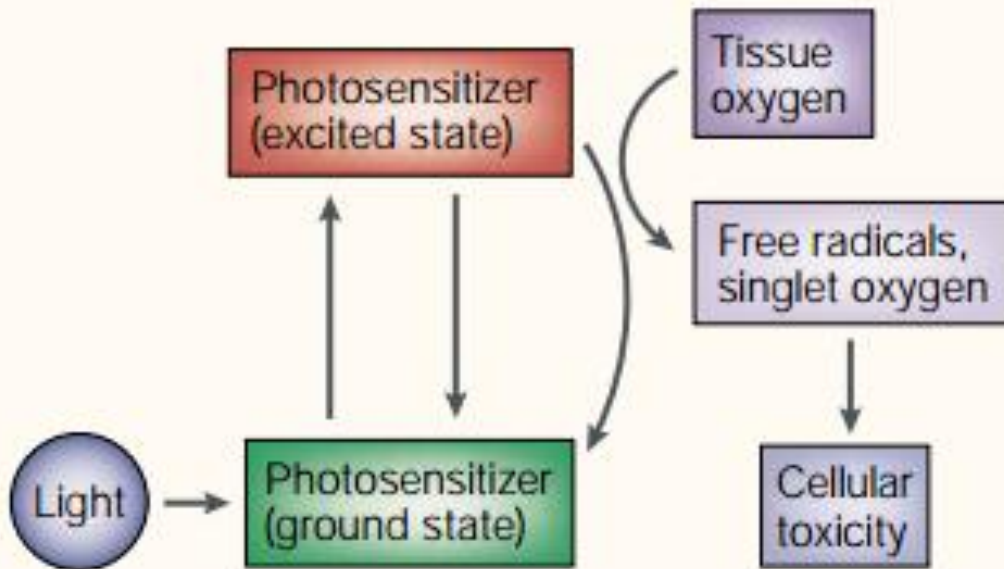 Photosensitizer
(excited state)
Tissue
oxygen
Free radicals,
singlet oxygen
Light
Photosensitizer
(ground state)
Cellular
toxicity